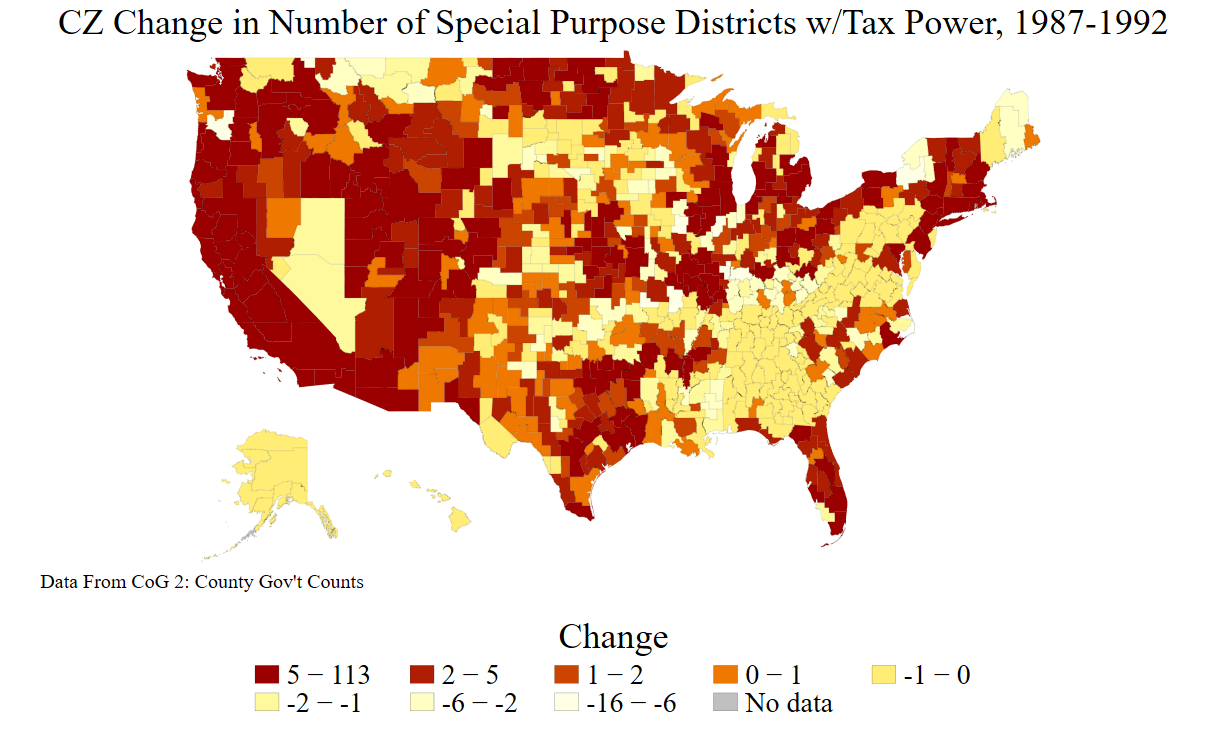 CZ Change in Number of Special Purpose Districts w/Tax Power, 1987-1992
Data From CoG 2: County Gov't Counts
Change
5 − 113 2 − 5 1 − 2 0 − 1 -1 − 0
-2 − -1 -6 − -2 -16 − -6 No data